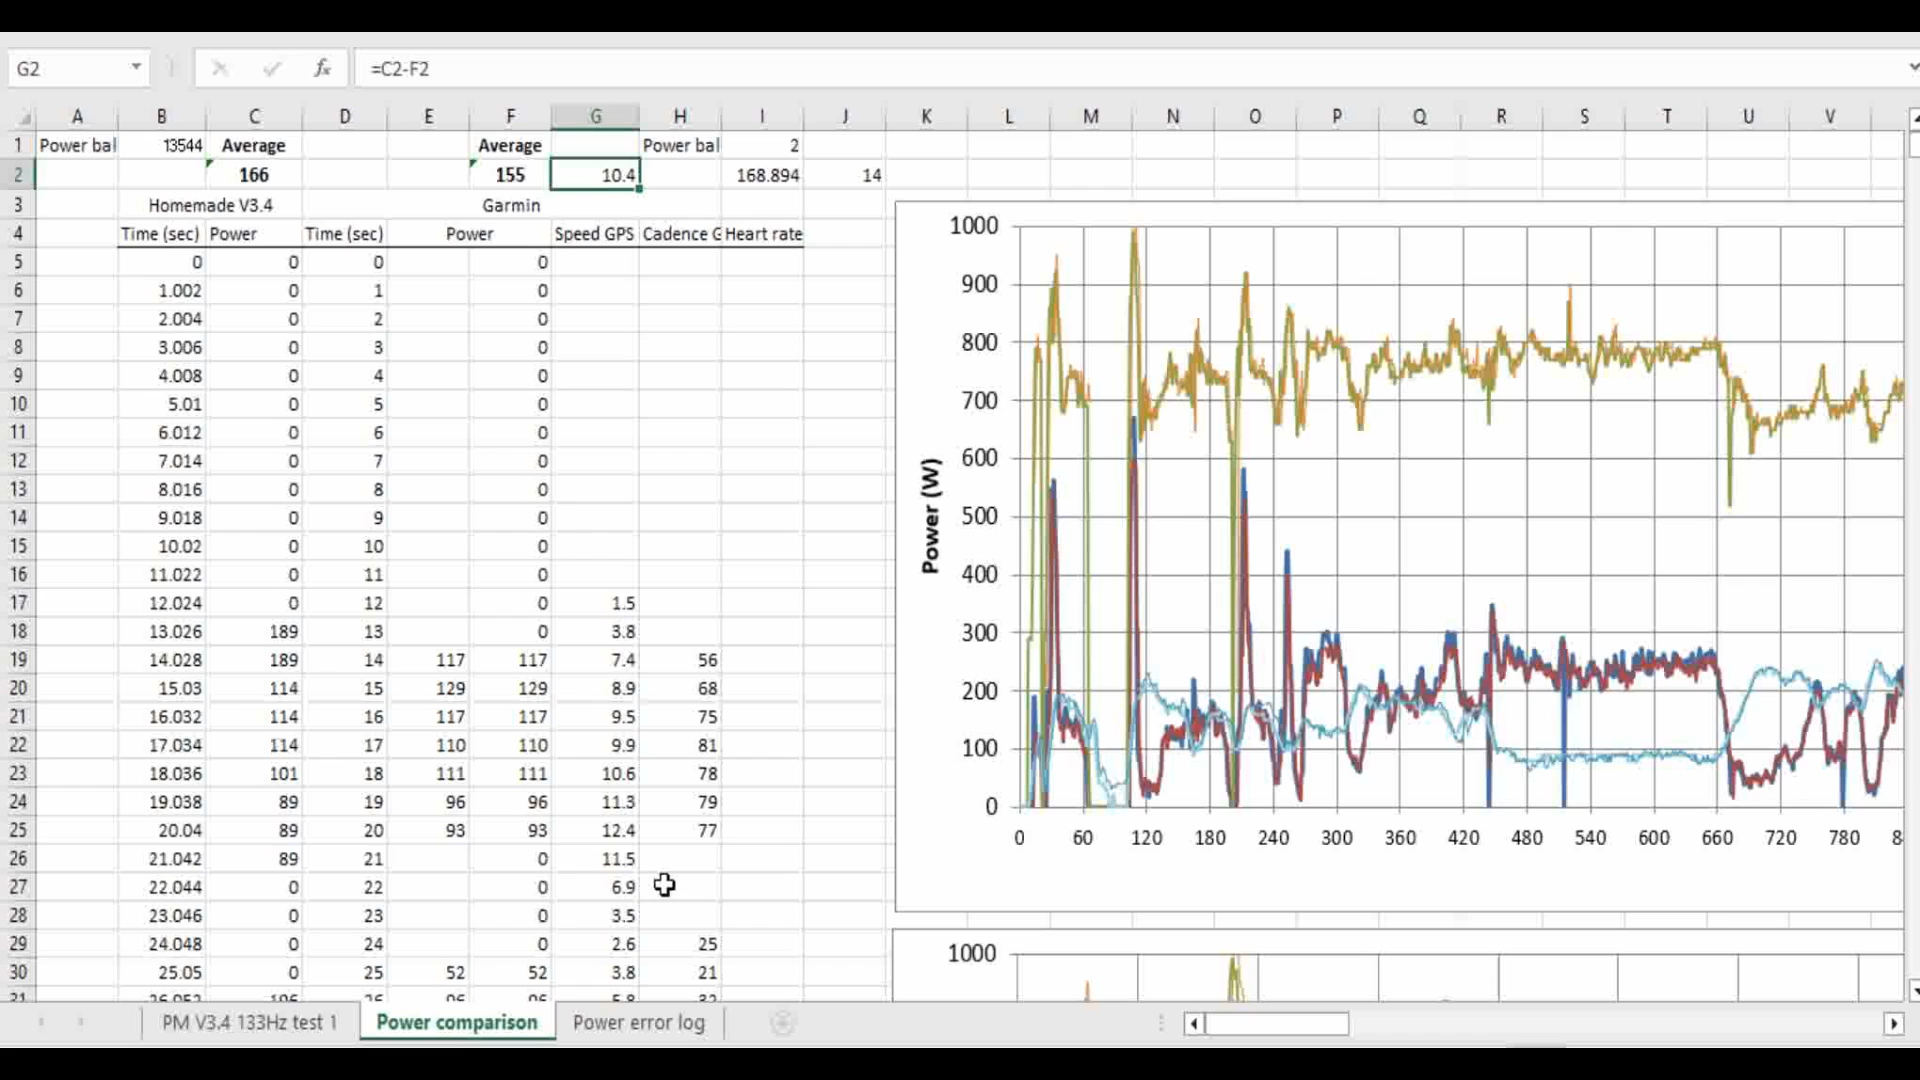 G2 fx =C2-F2
A B C D E F G H I J K L M N O P Q R S T U V
1 Power bal 13544 Average Average Power bal 2
2 166 155 10.4 168.894 14
3 Homemade V3.4 Garmin
4 Time (sec) Power Time (sec) Power Speed GPS Cadence G Heart rate
5 0 0 0 0
6 1.002 0 1 0
7 2.004 0 2 0
8 3.006 0 3 0
9 4.008 0 4 0
10 5.01 0 5 0
11 6.012 0 6 0
12 7.014 0 7 0
13 8.016 0 8 0
14 9.018 0 9 0
15 10.02 0 10 0
16 11.022 0 11 0
17 12.024 0 12 0 1.5
18 13.026 189 13 0 3.8
19 14.028 189 14 117 117 7.4 56
20 15.03 114 15 129 129 8.9 68
21 16.032 114 16 117 117 9.5 75
22 17.034 114 17 110 110 9.9 81
23 18.036 101 18 111 111 10.6 78
24 19.038 89 19 96 96 11.3 79
25 20.04 89 20 93 93 12.4 77
26 21.042 89 21 0 11.5
27 22.044 0 22 0 6.9
28 23.046 0 23 0 3.5
29 24.048 0 24 0 2.6 25
30 25.05 0 25 52 52 3.8 21
1000
900
800
700
600
500
400
300
200
100
0
Power (W)
0 60 120 180 240 300 360 420 480 540 600 660 720 780 8
1000
PM V3.4 133Hz test 1 Power comparison Power error log